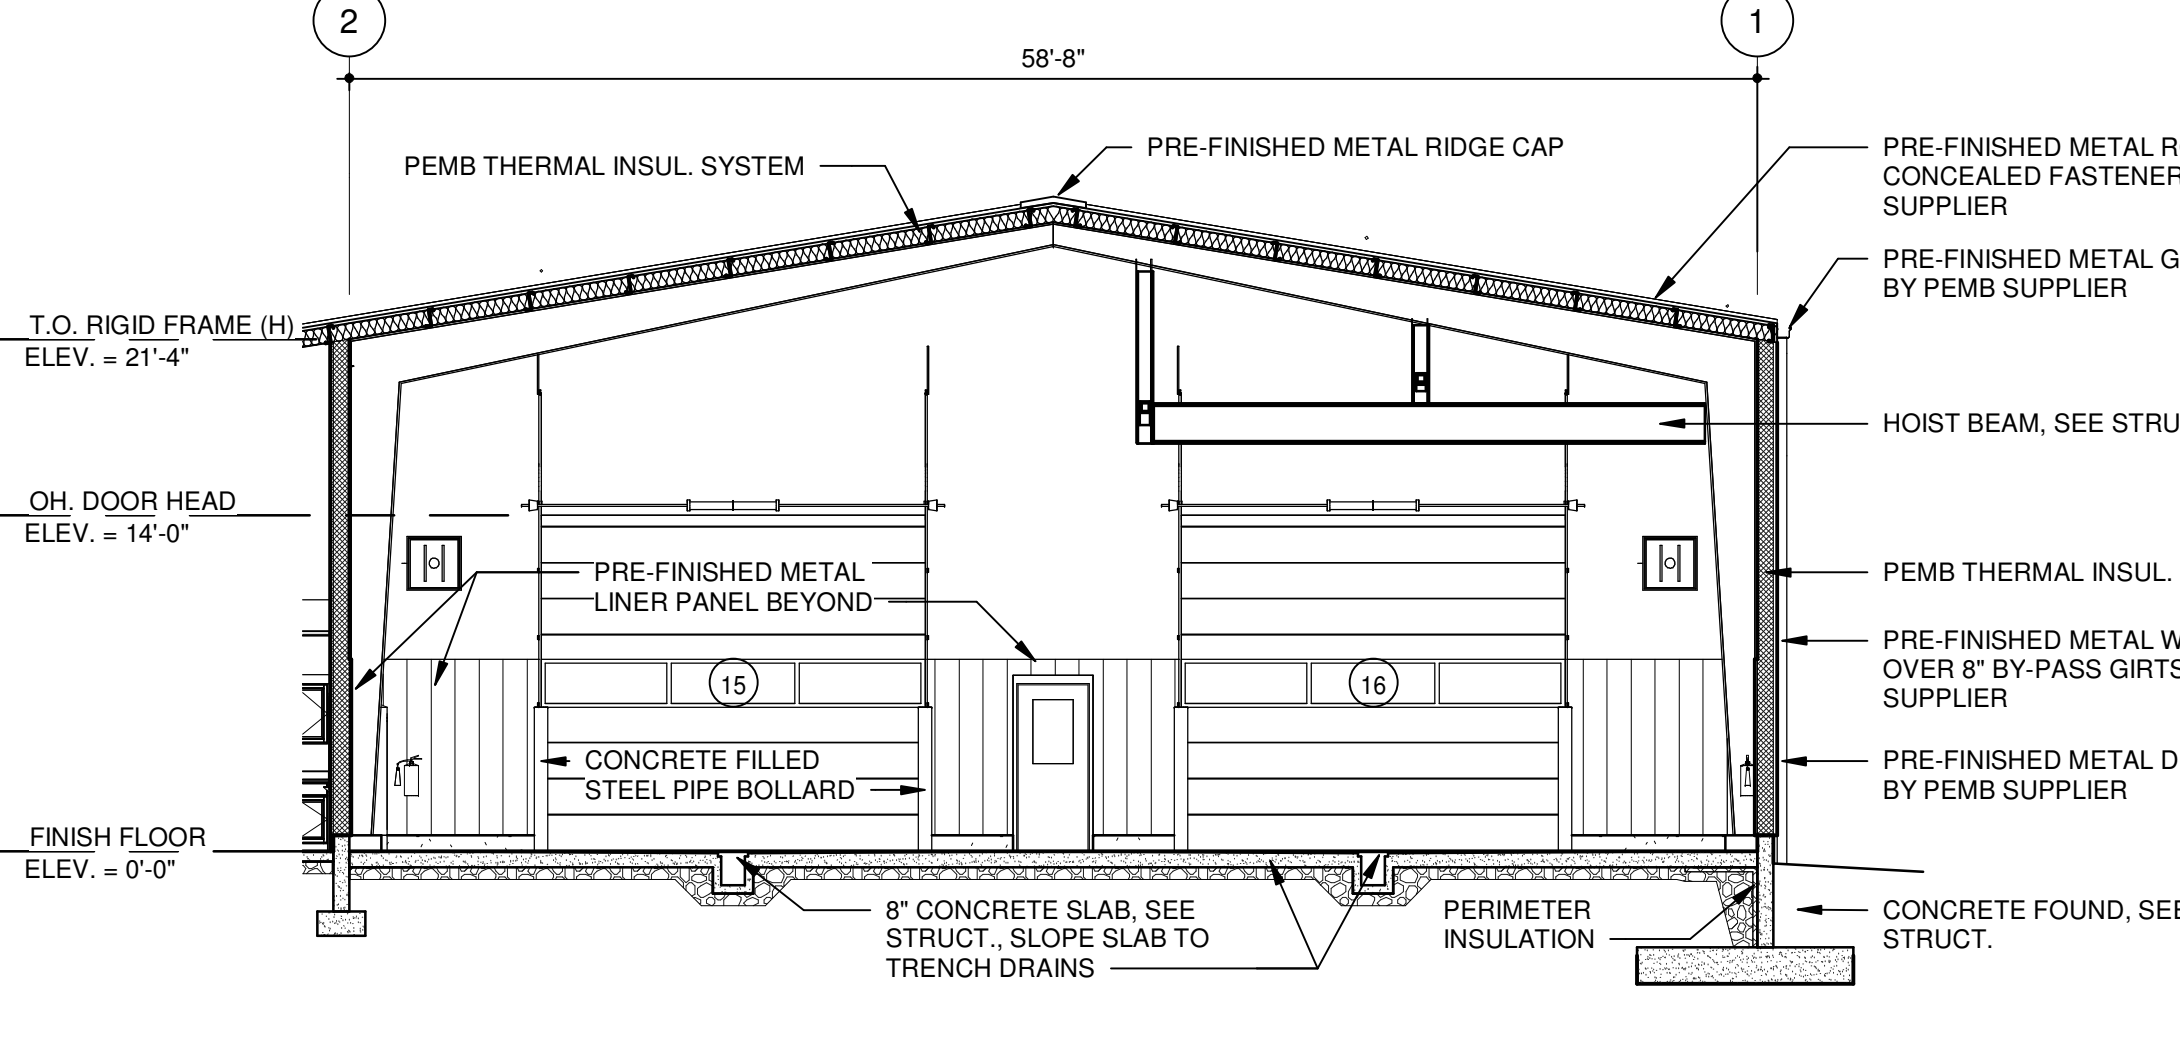 2
1
58'-8"
PEMB THERMAL INSUL. SYSTEM
PRE-FINISHED METAL RIDGE CAP
PRE-FINISHED METAL
CONCEALED FASTENER
SUPPLIER
PRE-FINISHED METAL
BY PEMB SUPPLIER
T.O. RIGID FRAME (H)
ELEV. = 21'-4"
HOIST BEAM, SEE
OH. DOOR HEAD
ELEV. = 14'-0"
PRE-FINISHED METAL
LINER PANEL BEYOND
PEMB THERMAL INSUL.
PRE-FINISHED METAL
OVER 8" BY-PASS GIRTS
SUPPLIER
15
16
CONCRETE FILLED
STEEL PIPE BOLLARD
PRE-FINISHED METAL
BY PEMB SUPPLIER
FINISH FLOOR
ELEV. = 0'-0"
8" CONCRETE SLAB, SEE
STRUCT., SLOPE SLAB TO
TRENCH DRAINS
PERIMETER
INSULATION
CONCRETE FOUND, SEE
STRUCT.